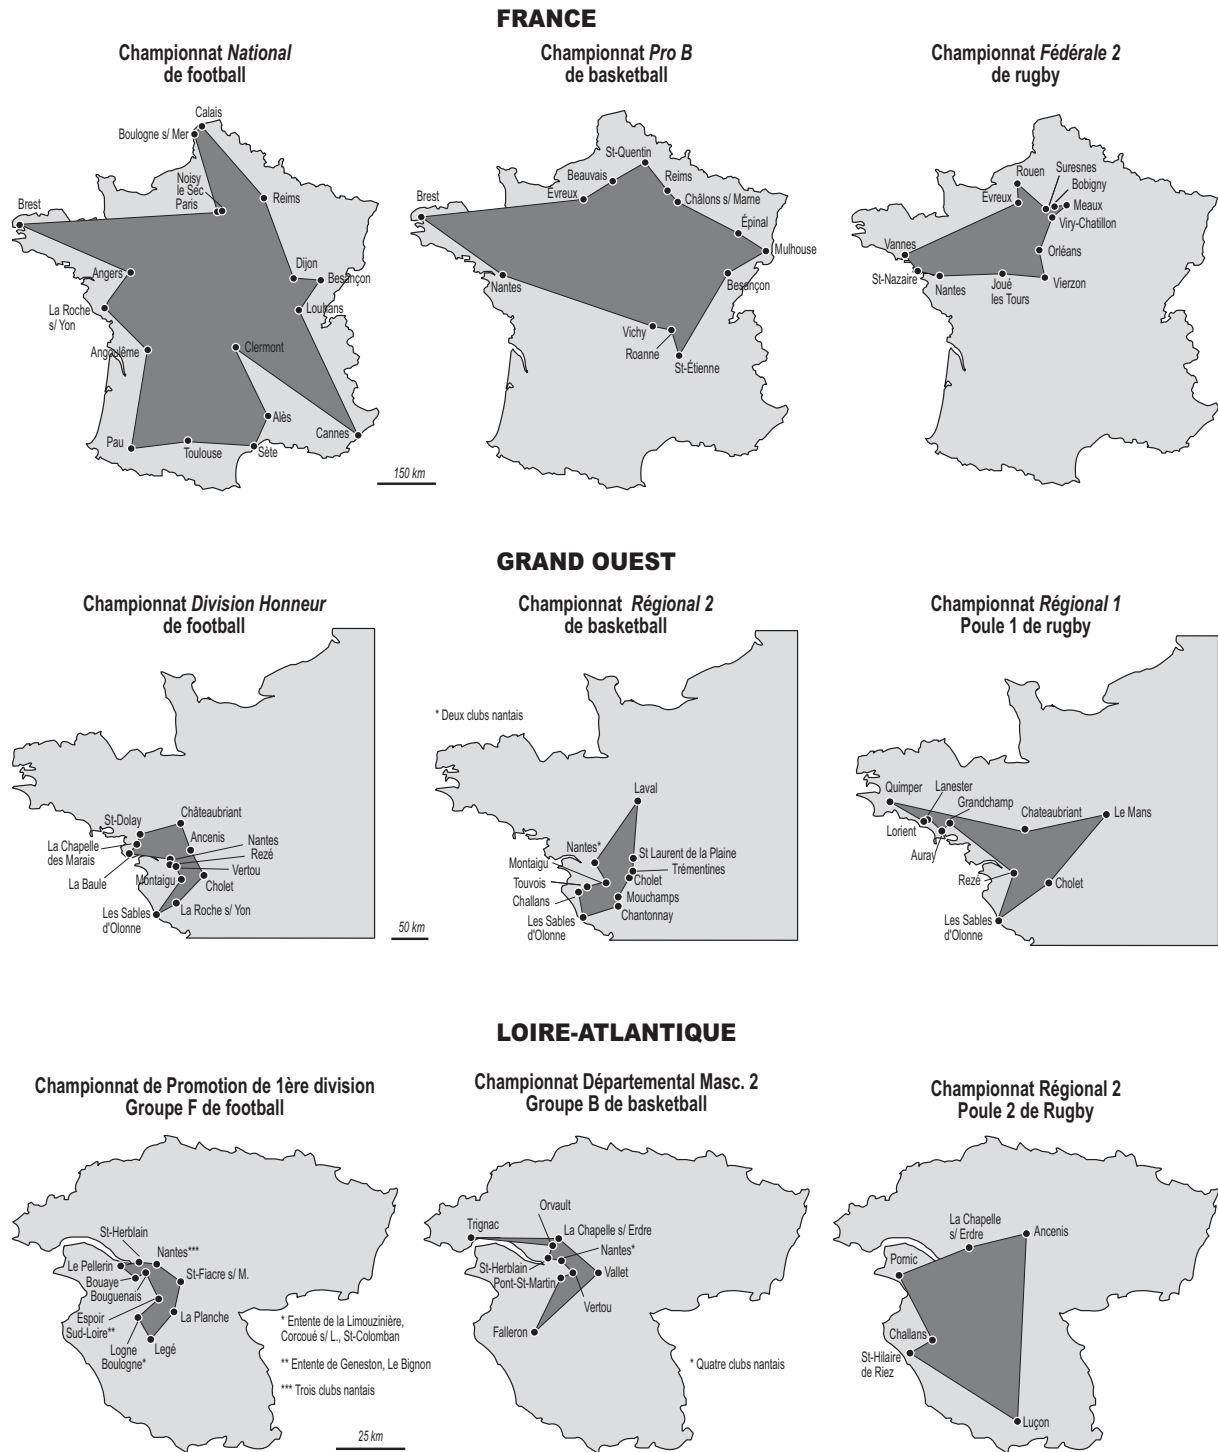 FRANCE
Championnat National
de football
Calais
Boulogne s/ Mer
Noisy
le Sec
Paris
Reims
Brest
Angers
Dijon
Besançon
La Roche
s/ Yon
Louhans
Angoulême
Clermont
Alès
Pau
Toulouse
Sète
Cannes
150 km
Championnat Pro B
de basketball
St-Quentin
Beauvais
Reims
Evreux
Châlons s/ Marne
Brest
Épinal
Mulhouse
Nantes
Besançon
Vichy
Roanne
St-Étienne
Championnat Fédérale 2
de rugby
Rouen
Suresnes
Bobigny
Evreux
Meaux
Viry-Chatillon
Vannes
Orléans
St-Nazaire
Nantes
Joué
les Tours
Vierzon
GRAND OUEST
Championnat Division Honneur
de football
Châteaubriant
St-Dolay
Ancenis
La Chapelle
des Marais
Nantes
Rezé
Vertou
La Baule
Montaigu
Cholet
Les Sables
d'Olonne
La Roche s/ Yon
50 km
Championnat Régional 2
de basketball
* Deux clubs nantais
Laval
Nantes*
St Laurent de la Plaine
Montaigu
Trémentines
Touvois
Cholet
Challans
Mouchamps
Chantonnay
Les Sables
d'Olonne
Championnat Régional 1
Poule 1 de rugby
Quimper
Lanester
Grandchamp
Chateaubriant
Le Mans
Lorient
Auray
Rezé
Cholet
Les Sables
d'Olonne
LOIRE-ATLANTIQUE
Championnat de Promotion de 1ère division
Groupe F de football
St-Herblain
Nantes***
Le Pellerin
St-Fiacre s/ M.
Bouaye
Bouguenais
Espoir
Sud-Loire**
La Planche
Logne
Boulogne*
Legé
* Entente de la Limouzinière,
Corcoué s/ L., St-Colomban
** Entente de Geneston, Le Bignon
*** Trois clubs nantais
25 km
Championnat Départemental Masc. 2
Groupe B de basketball
Orvault
Trignac
La Chapelle s/ Erdre
Nantes*
St-Herblain
Pont-St-Martin
Vallet
Vertou
Falleron
* Quatre clubs nantais
Championnat Régional 2
Poule 2 de Rugby
La Chapelle
s/ Erdre
Ancenis
Pornic
Challans
St-Hilaire
de Riez
Luçon